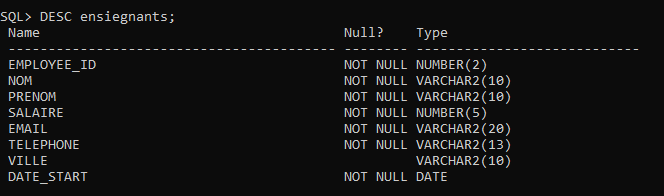 SQL> DESC ensiegnants;
Name Null? Type
----------------------------------------- -------- ----------------------------
EMPLOYEE_ID NOT NULL NUMBER(2)
NOM NOT NULL VARCHAR2(10)
PRENOM NOT NULL VARCHAR2(10)
SALAIRE NOT NULL NUMBER(5)
EMAIL NOT NULL VARCHAR2(20)
TELEPHONE NOT NULL VARCHAR2(13)
VILLE VARCHAR2(10)
DATE_START NOT NULL DATE